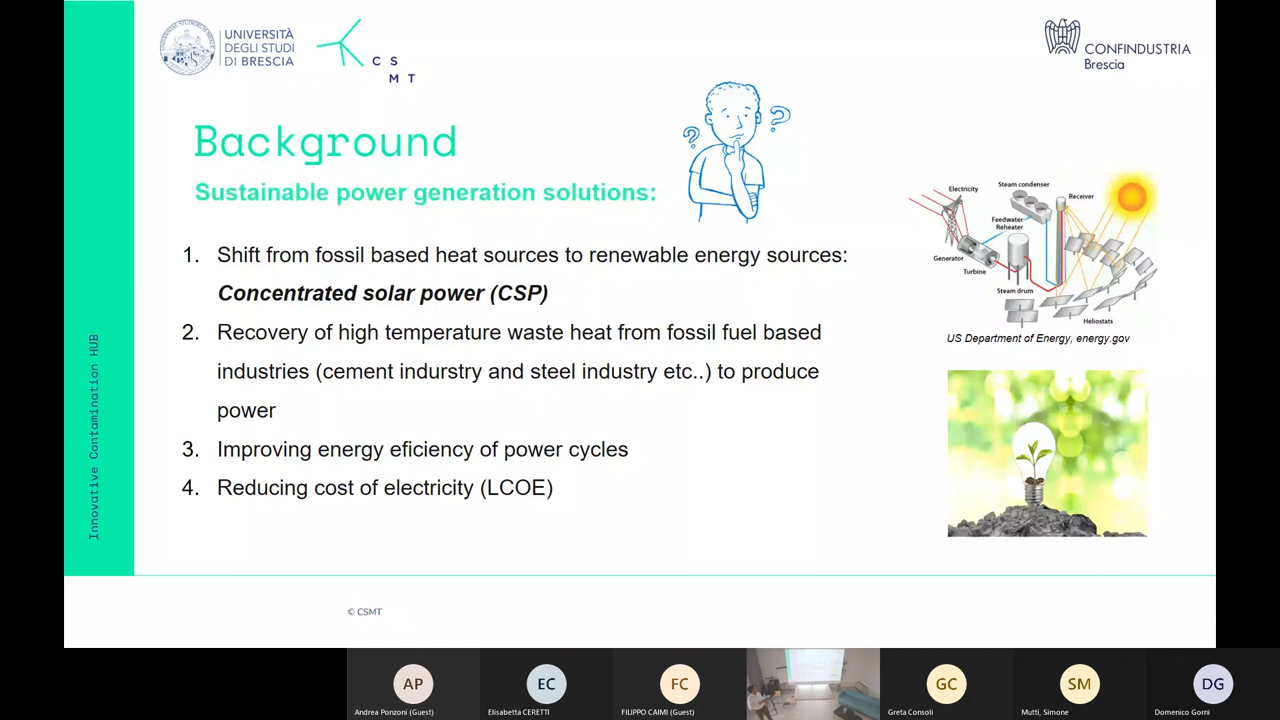 UNIVERSITÀ
DEGLI STUDI
DI BRESCIA
C S
M T
CONFINDUSTRIA
Brescia
Background
? ?
Sustainable power generation solutions:
1. Shift from fossil based heat sources to renewable energy sources:
Concentrated solar power (CSP)
2. Recovery of high temperature waste heat from fossil fuel based
industries (cement indurstry and steel industry etc..) to produce
power
3. Improving energy eficiency of power cycles
4. Reducing cost of electricity (LCOE)
Electricity
Steam condenser
Receiver
Feedwater
Reheater
Generator
Turbine
Steam drum
Heliostats
US Department of Energy, energy.gov
Innovative Contamination HUB
© CSMT
AP
EC
FC
GC
SM
DG
Andrea Ponzoni (Guest)
Elisabetta CERETTI
FILIPPO CAIMI (Guest)
Greta Consoli
Mutti, Simone
Domenico Gorni